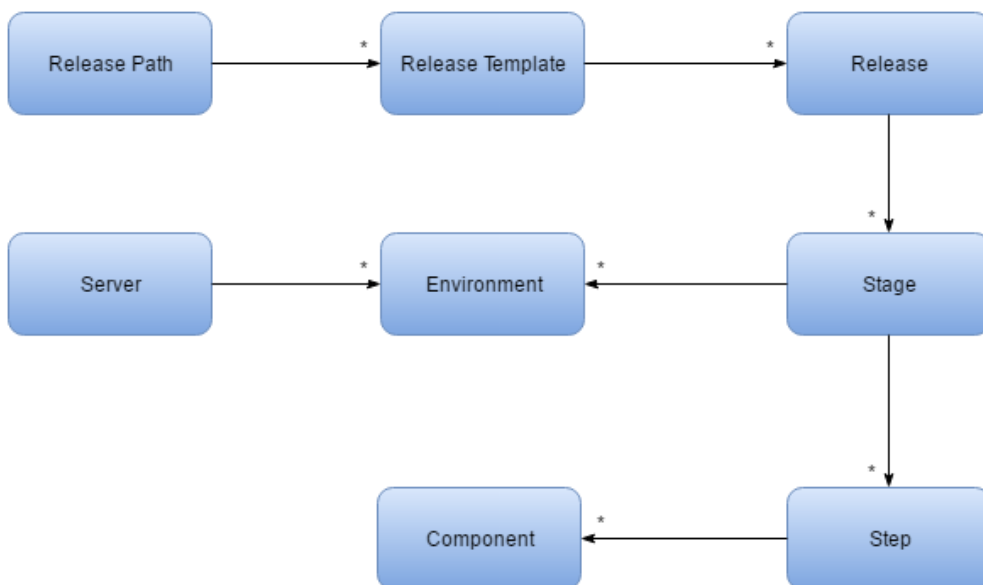 Release Path
*
Release Template
*
Release
*
Server
*
Environment
*
Stage
*
Component
*
Step